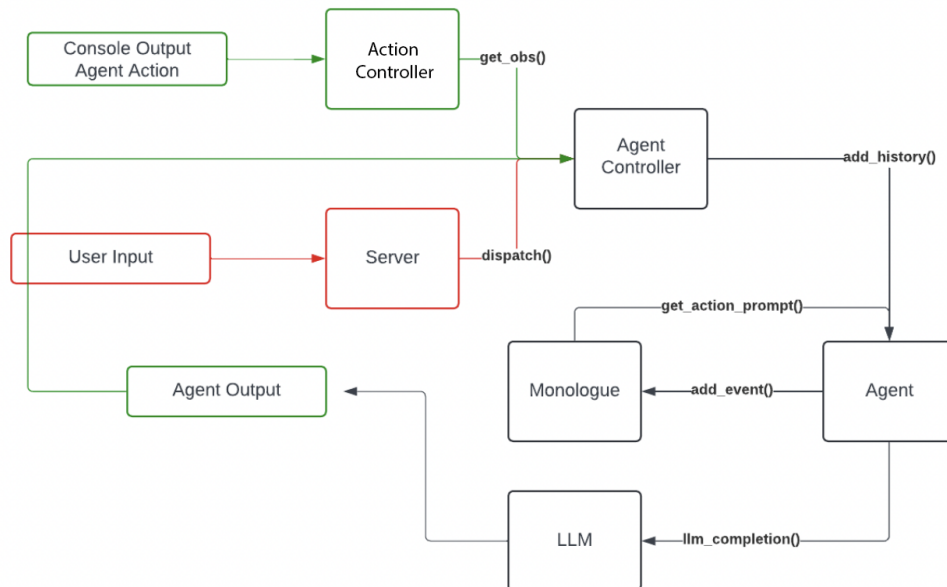 Console Output
Agent Action
Action
Controller
get_obs()
Agent
Controller
add_history()
User Input
Server
dispatch()
get_action_prompt()
Agent Output
Monologue
add_event()
Agent
LLM
llm_completion()